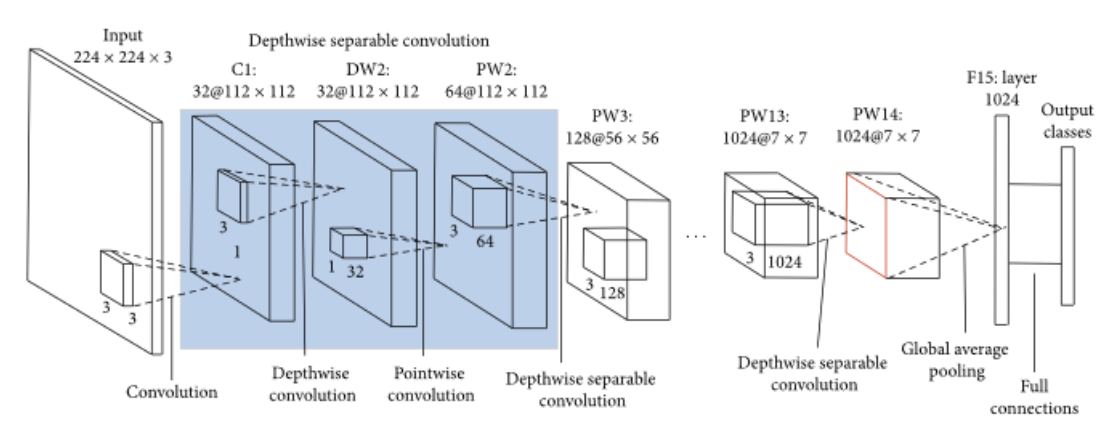 Input
224 × 224 × 3
Depthwise separable convolution
C1:
32@112 × 112
DW2:
32@112 × 112
PW2:
64@112 × 112
PW3:
128@56 × 56
PW13:
1024@7 × 7
PW14:
1024@7 × 7
F15: layer
1024
Output
classes
3
3
3
1
1
32
3
64
3
128
...
3
1024
Convolution
Depthwise
convolution
Pointwise
convolution
Depthwise separable
convolution
Depthwise separable
convolution
Global average
pooling
Full
connections